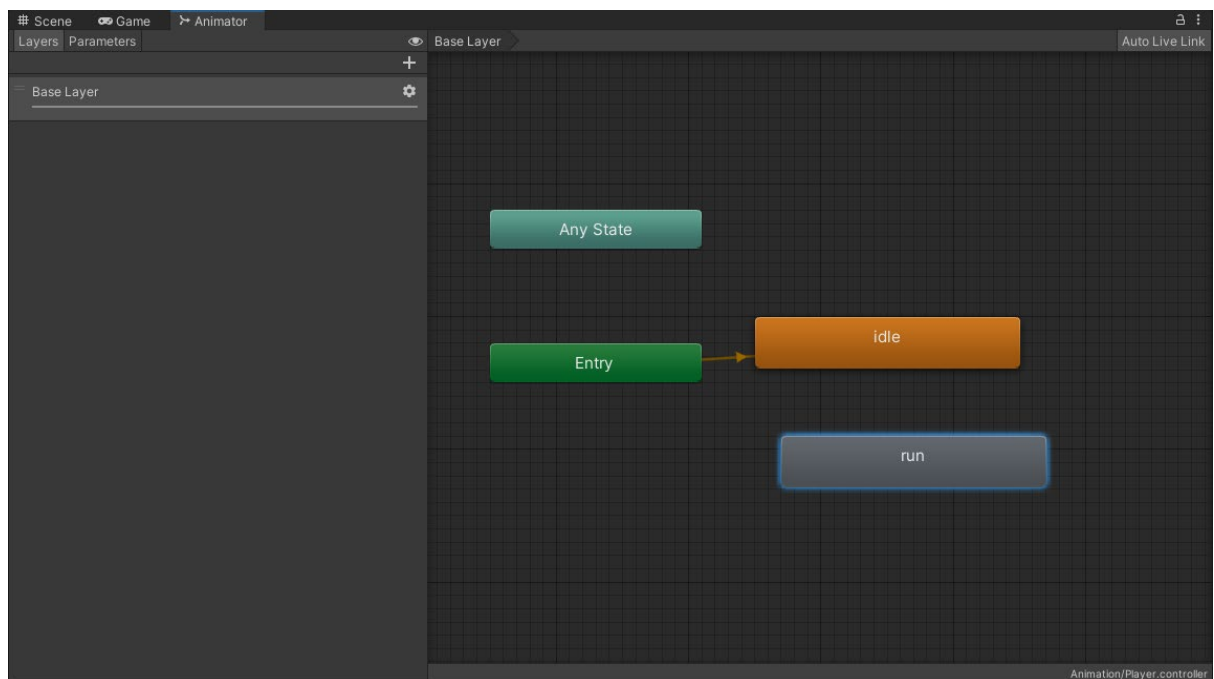 Scene Game Animator
Layers Parameters Base Layer Auto Live Link
Base Layer
Any State
idle
Entry
run
Animation/Player.controller